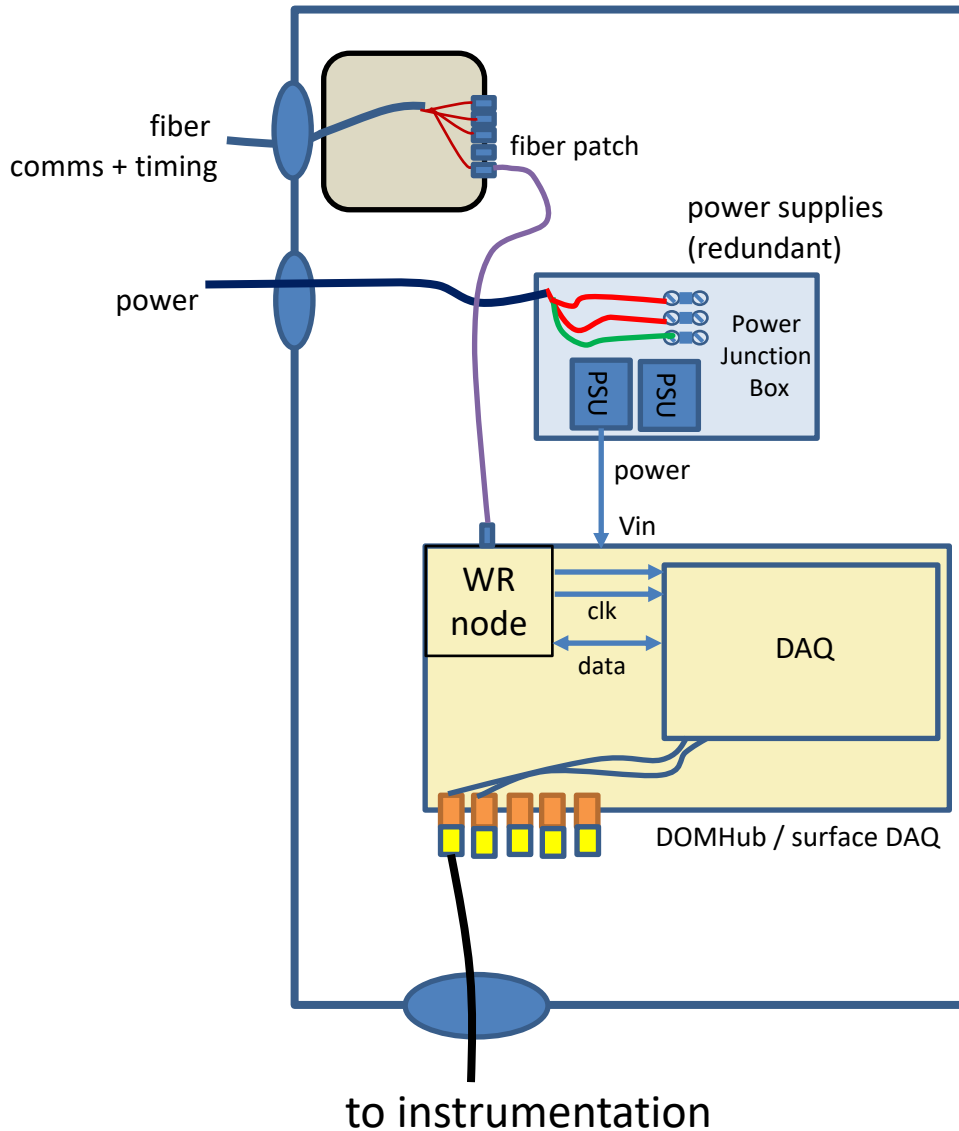 fiber
comms + timing
fiber patch
power supplies
(redundant)
power
Power
Junction
Box
PSU
PSU
power
Vin
WR
node
clk
data
DAQ
DOMHub / surface DAQ
to instrumentation